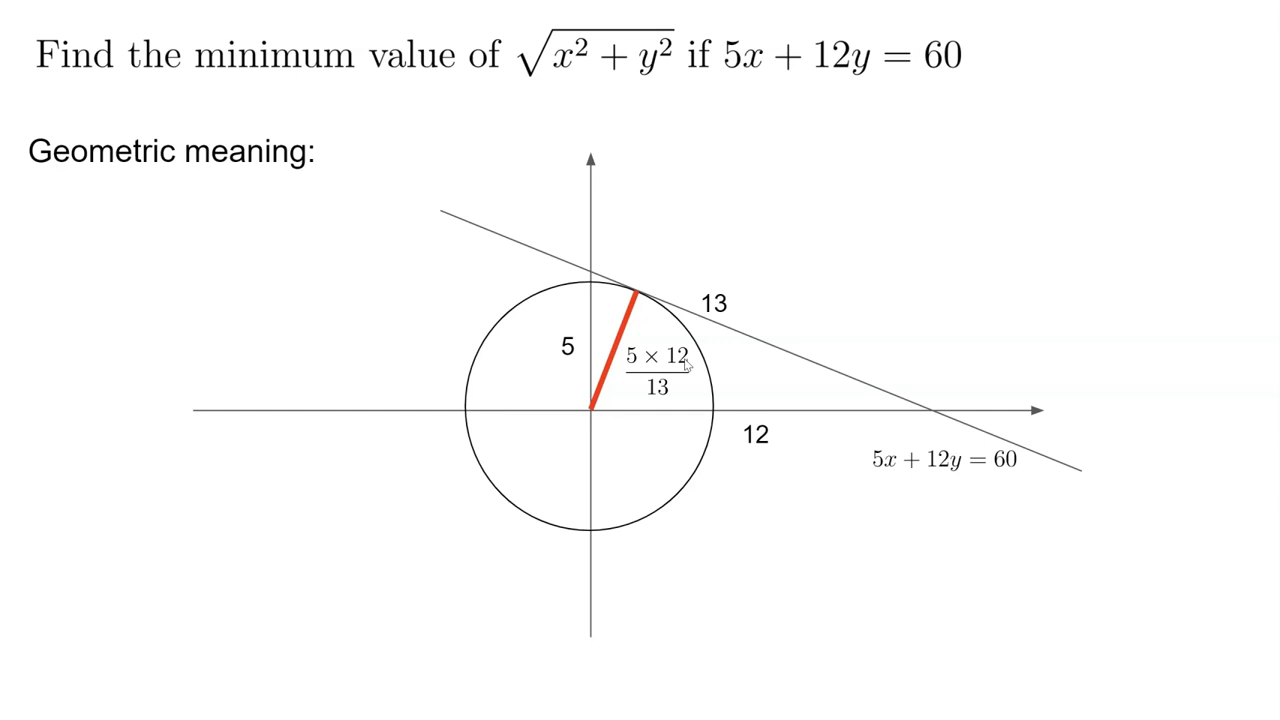 Find the minimum value of √(x² + y²) if 5x + 12y = 60
Geometric meaning:
13
5
5 × 12
13
12
5x + 12y = 60